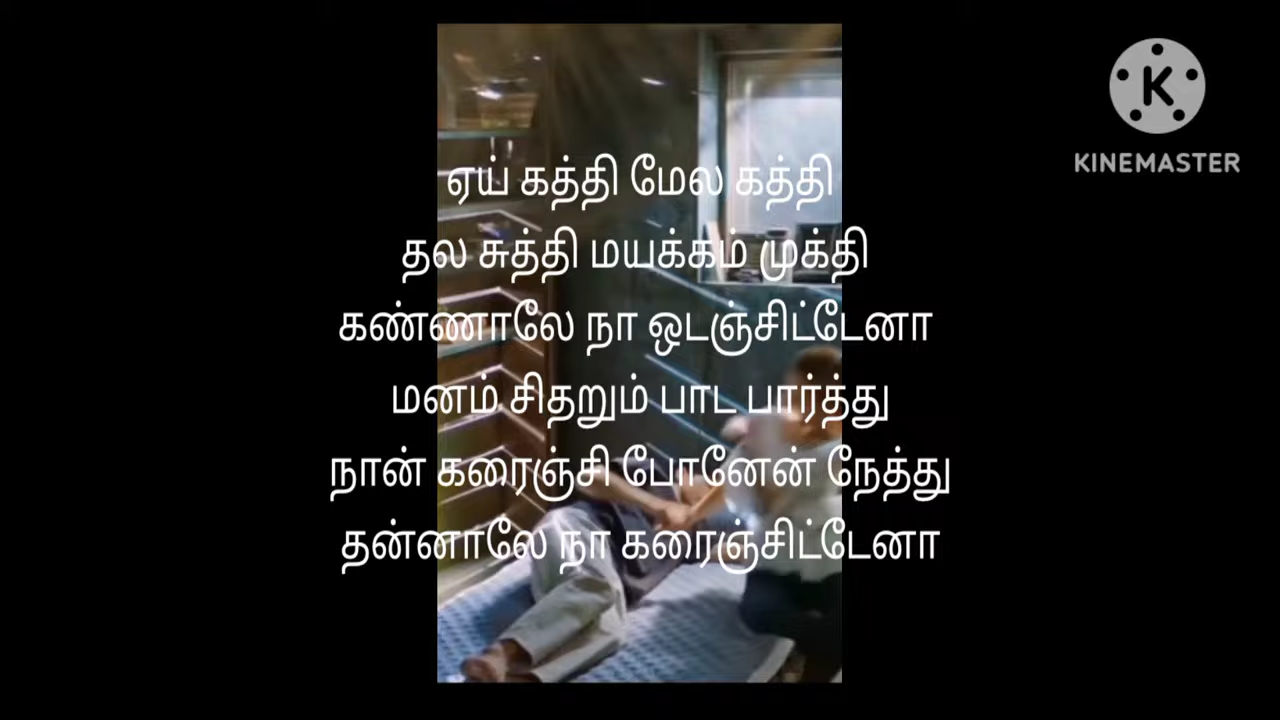 ஏய் கத்தி மேல கத்தி
தல சுத்தி மயக்கம் முக்தி
கண்ணாலே நா ஒடஞ்சிட்டேனா
மனம் சிதறும் பாட பார்த்து
நான் கரைஞ்சி போனேன் நேத்து
தன்னாலே நா கரைஞ்சிட்டேனா
K
KINEMASTER